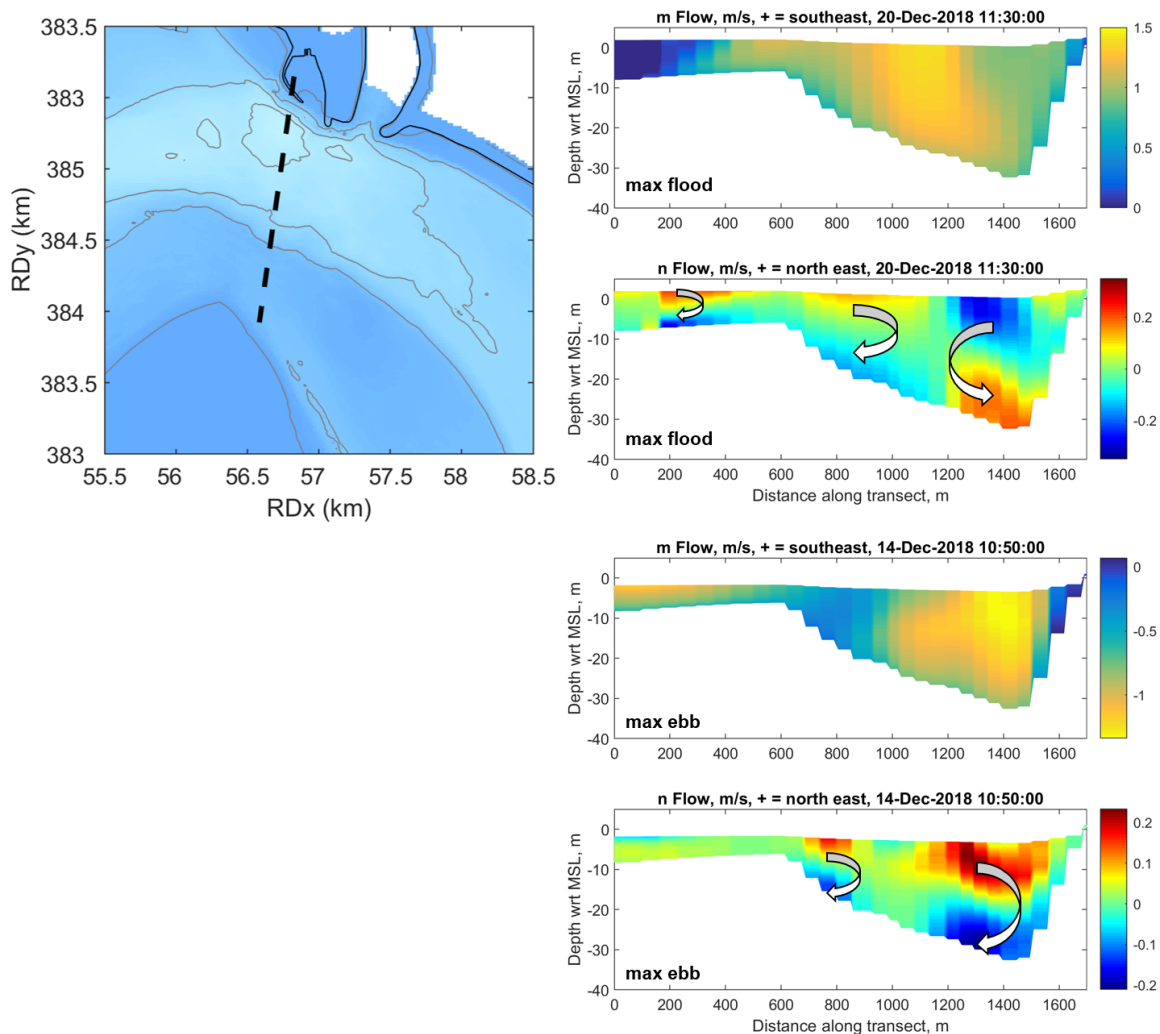 383.5
383
385
384.5
384
383.5
383
RDy (km)
55.5 56 56.5 57 57.5 58 58.5
RDx (km)
m Flow, m/s, + = southeast, 20-Dec-2018 11:30:00
0
-10
-20
-30
-40
Depth wrt MSL, m
max flood
0 200 400 600 800 1000 1200 1400 1600
1.5
1
0.5
0
n Flow, m/s, + = north east, 20-Dec-2018 11:30:00
0
-10
-20
-30
-40
Depth wrt MSL, m
max flood
0 200 400 600 800 1000 1200 1400 1600
Distance along transect, m
0.2
0
-0.2
m Flow, m/s, + = southeast, 14-Dec-2018 10:50:00
0
-10
-20
-30
-40
Depth wrt MSL, m
max ebb
0 200 400 600 800 1000 1200 1400 1600
0
-0.5
-1
n Flow, m/s, + = north east, 14-Dec-2018 10:50:00
0
-10
-20
-30
-40
Depth wrt MSL, m
max ebb
0 200 400 600 800 1000 1200 1400 1600
Distance along transect, m
0.2
0.1
0
-0.1
-0.2